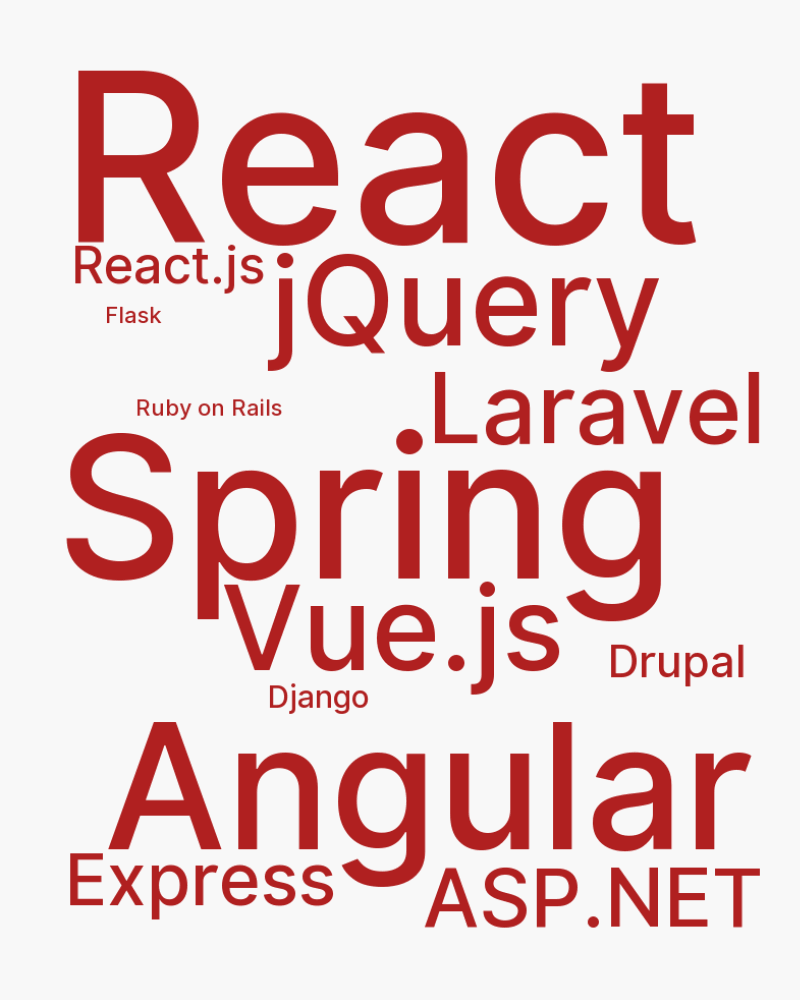 React
React.js
jQuery
Flask
Laravel
Ruby on Rails
Spring
Vue.js
Drupal
Django
Angular
Express
ASP.NET